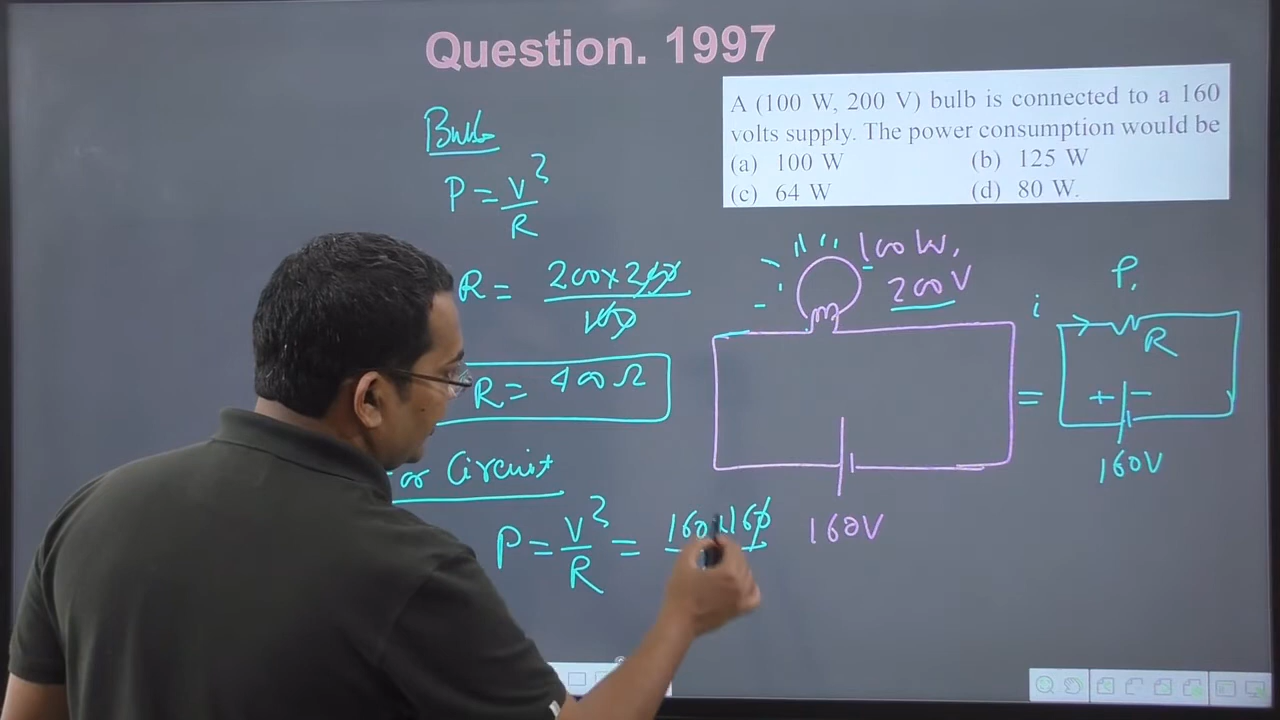 Question. 1997
A (100 W, 200 V) bulb is connected to a 160
volts supply. The power consumption would be
(a) 100 W (b) 125 W
(c) 64 W (d) 80 W.
Bulb
P = V²/R
R = 200×200/100
R = 400 Ω
or Circuit
P = V²/R = 160×160
100 W,
200 V
160V
=
P,
i
R
+ −
160V